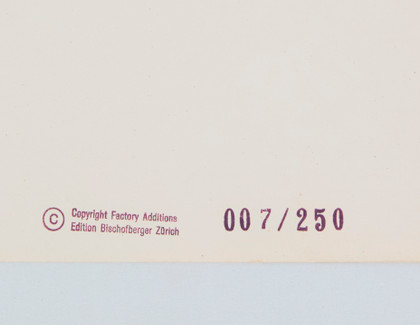 © Copyright Factory Additions
Edition Bischofberger Zürich
007/250